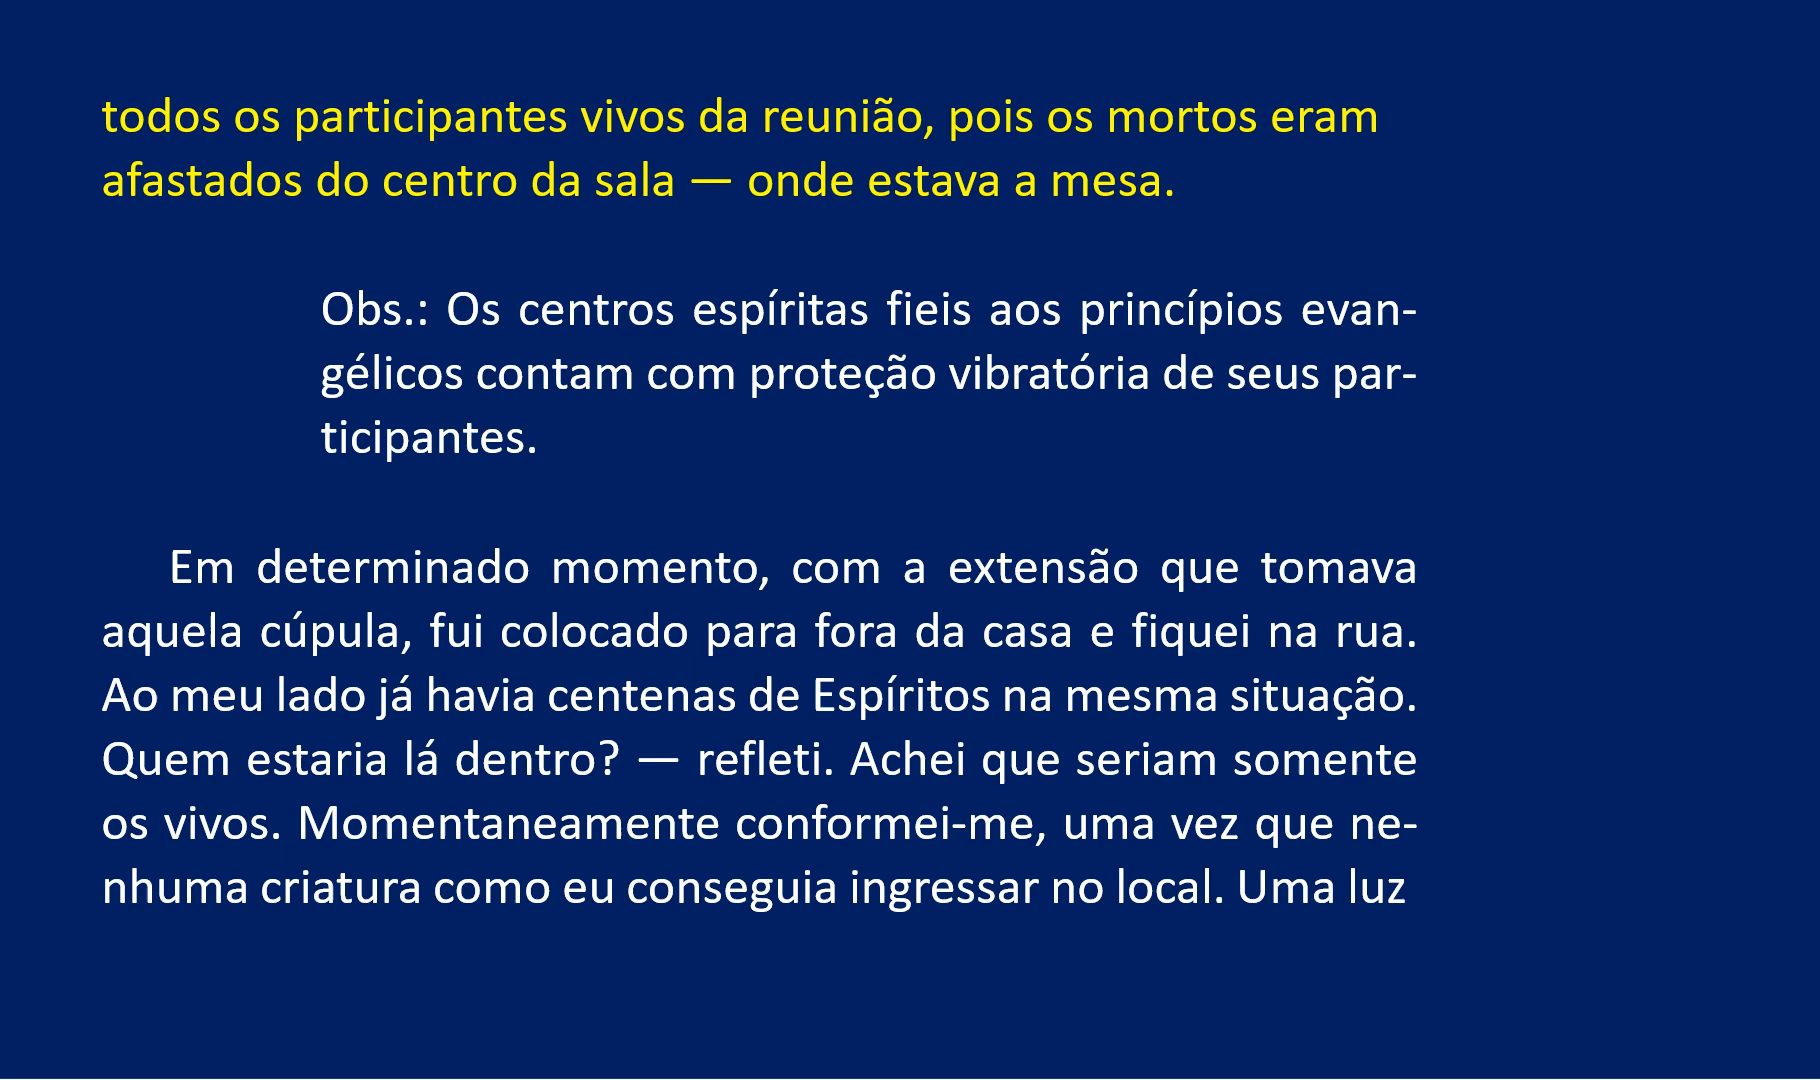 todos os participantes vivos da reunião, pois os mortos eram
afastados do centro da sala — onde estava a mesa.
Obs.: Os centros espíritas fieis aos princípios evan-
gélicos contam com proteção vibratória de seus par-
ticipantes.
Em determinado momento, com a extensão que tomava
aquela cúpula, fui colocado para fora da casa e fiquei na rua.
Ao meu lado já havia centenas de Espíritos na mesma situação.
Quem estaria lá dentro? — refleti. Achei que seriam somente
os vivos. Momentaneamente conformei-me, uma vez que ne-
nhuma criatura como eu conseguia ingressar no local. Uma luz